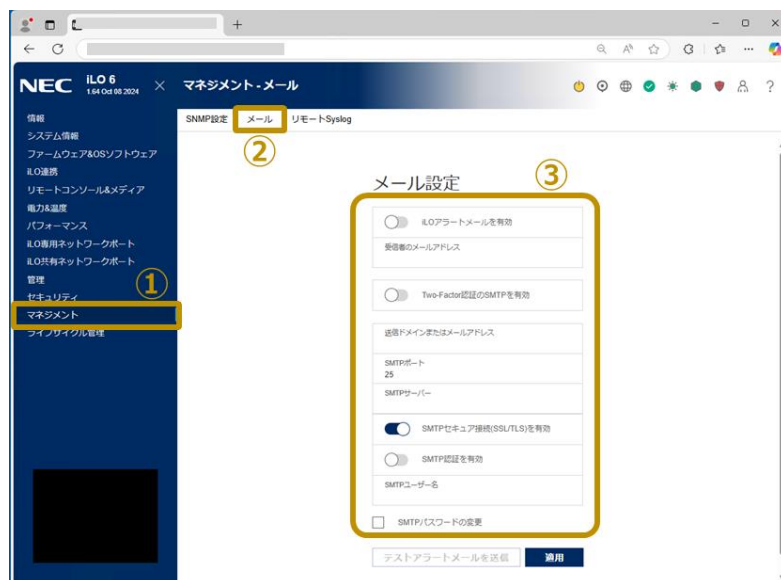 NEC
iLO 6
1.64 Oct 08 2024
マネジメント - メール
情報
システム情報
ファームウェア&OSソフトウェア
iLO連携
リモートコンソール&メディア
電力&温度
パフォーマンス
iLO専用ネットワークポート
iLO共有ネットワークポート
管理
セキュリティ
マネジメント
ライフサイクル管理
①
SNMP設定 メール リモートSyslog
②
メール設定
③
iLOアラートメールを有効
受信者のメールアドレス
Two-Factor認証のSMTPを有効
送信ドメインまたはメールアドレス
SMTPポート
25
SMTPサーバー
SMTPセキュア接続(SSL/TLS)を有効
SMTP認証を有効
SMTPユーザー名
SMTPパスワードの変更
テストアラートメールを送信 適用